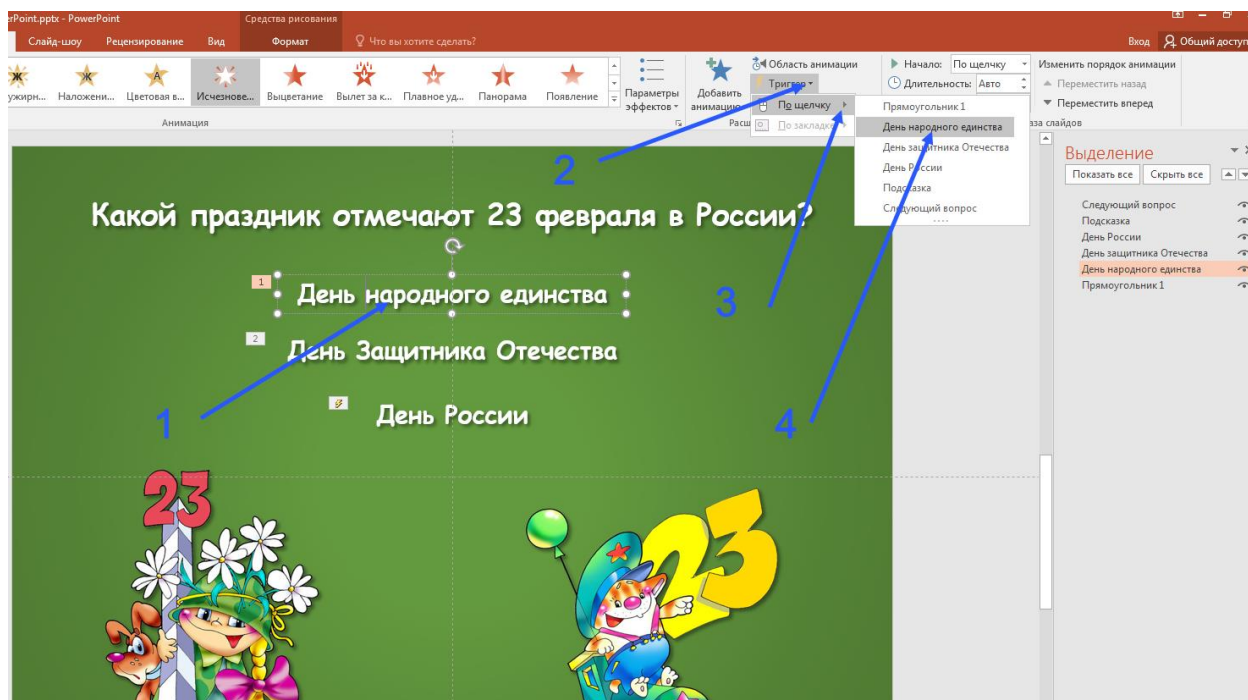 erPoint.pptx - PowerPoint
Средства рисования
Слайд-шоу Рецензирование Вид Формат Что вы хотите сделать?
Вход Общий доступ
ужирн... Наложени... Цветовая в... Исчезнове... Выцветание Вылет за к... Плавное уд... Панорама Появление
Параметры эффектов
Добавить анимацию
Область анимации
Триггер
Начало: По щелчку
Длительность: Авто
Изменить порядок анимации
Переместить назад
Переместить вперед
Анимация
Расш
за слайдов
По щелчку
По закладке
Прямоугольник 1
День народного единства
День защитника Отечества
День России
Подсказка
Следующий вопрос
Выделение
Показать все Скрыть все
Следующий вопрос
Подсказка
День России
День защитника Отечества
День народного единства
Прямоугольник 1
Какой праздник отмечают 23 февраля в России?
1
День народного единства
2
День Защитника Отечества
День России
1
2
3
4
23
23